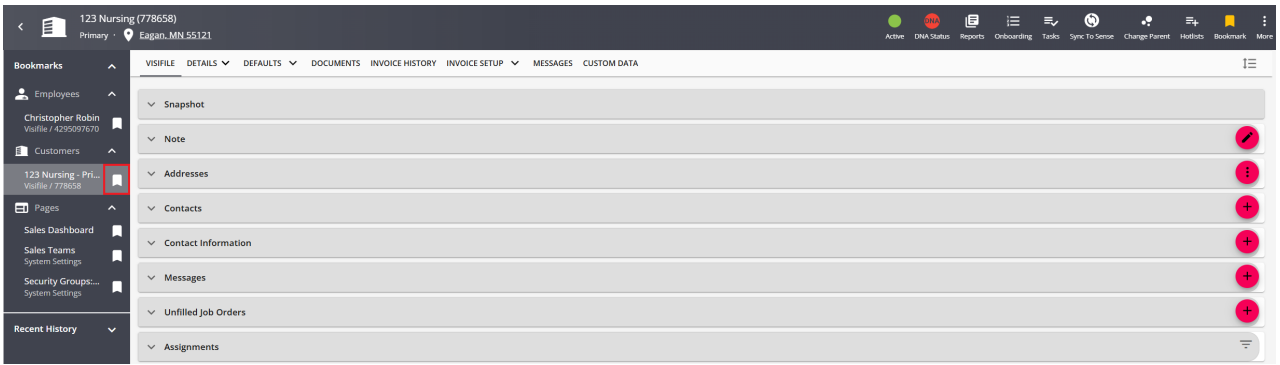 123 Nursing (778658)
Primary · Eagan, MN 55121
Active DNA DNA Status Reports Onboarding Tasks Sync To Sense Change Parent Hotlists Bookmark More
Bookmarks
Employees
Christopher Robin
Visifile / 4295097670
Customers
123 Nursing - Pri...
Visifile / 778658
Pages
Sales Dashboard
Sales Teams
System Settings
Security Groups:...
System Settings
Recent History
VISIFILE DETAILS DEFAULTS DOCUMENTS INVOICE HISTORY INVOICE SETUP MESSAGES CUSTOM DATA
Snapshot
Note
Addresses
Contacts
Contact Information
Messages
Unfilled Job Orders
Assignments